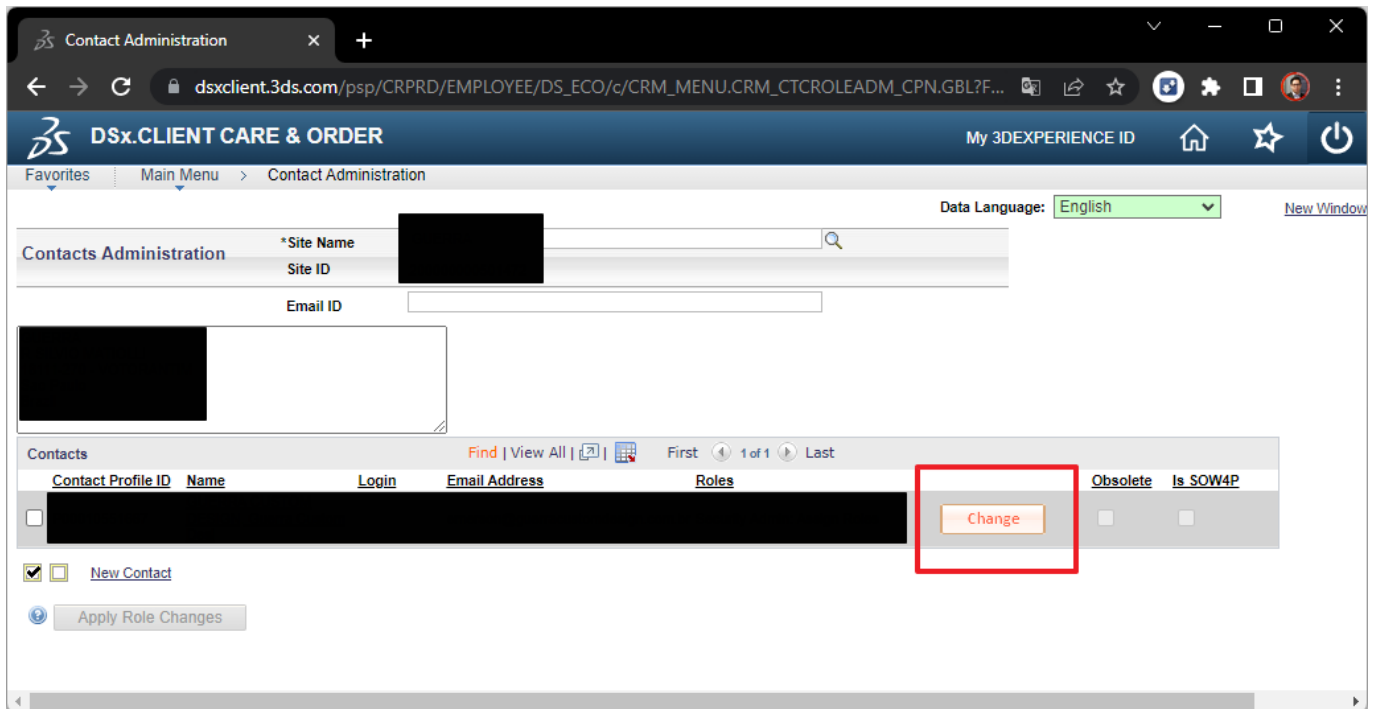 Contact Administration
dsxclient.3ds.com/psp/CRPRD/EMPLOYEE/DS_ECO/c/CRM_MENU.CRM_CTCROLEADM_CPN.GBL?F...
DSx.CLIENT CARE & ORDER My 3DEXPERIENCE ID
Favorites Main Menu > Contact Administration
Data Language: English New Window
Contacts Administration
*Site Name
Site ID
Email ID
Contacts Find | View All | | First 1 of 1 Last
Contact Profile ID Name Login Email Address Roles Obsolete Is SOW4P
Change
New Contact
Apply Role Changes